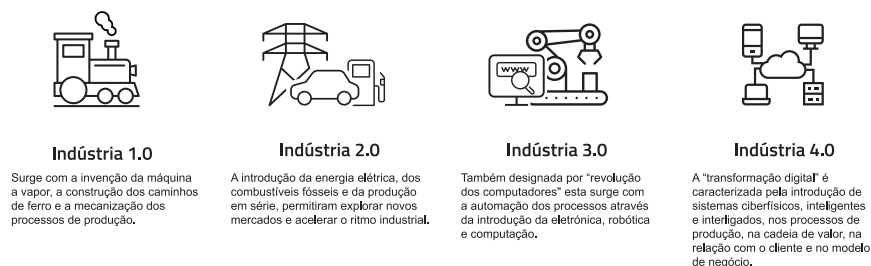 www
Indústria 1.0
Surge com a invenção da máquina
a vapor, a construção dos caminhos
de ferro e a mecanização dos
processos de produção.
Indústria 2.0
A introdução da energia elétrica, dos
combustíveis fósseis e da produção
em série, permitiram explorar novos
mercados e acelerar o ritmo industrial.
Indústria 3.0
Também designada por “revolução
dos computadores" esta surge com
a automação dos processos através
da introdução da eletrónica, robótica
e computação.
Indústria 4.0
A “transformação digital” é
caracterizada pela introdução de
sistemas ciberfísicos, inteligentes
e interligados, nos processos de
produção, na cadeia de valor, na
relação com o cliente e no modelo
de negócio.